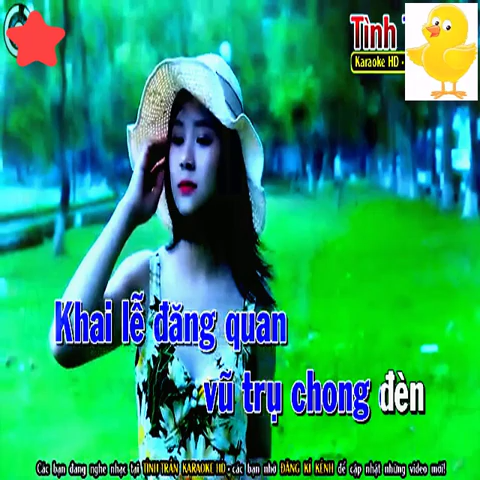 Tình
Karaoke HD
Khai lễ đăng quan
vũ trụ chong đèn
Các bạn đang nghe nhạc tại TÌNH TRẦN KARAOKE HD - các bạn nhớ ĐĂNG KÍ KÊNH để cập nhật những video mới!